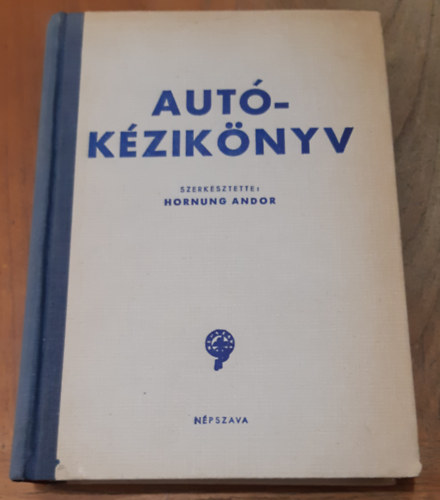 AUTÓ-
KÉZIKÖNYV
SZERKESZTETTE:
HORNUNG ANDOR
NÉPSZAVA